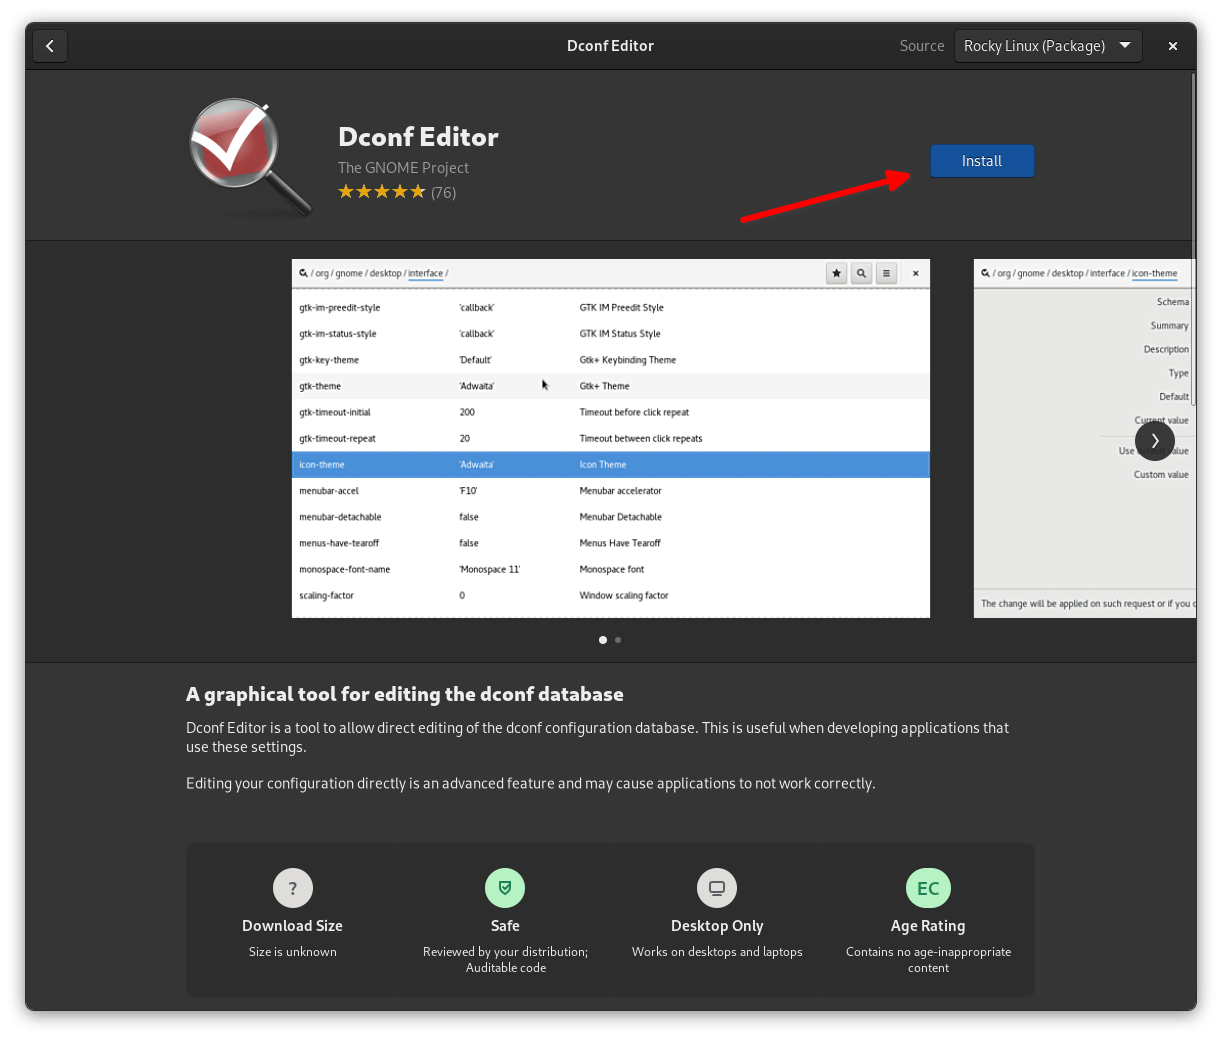 Dconf Editor
Source
Rocky Linux (Package)
Dconf Editor
The GNOME Project
(76)
Install
/ org / gnome / desktop / interface /
gtk-im-preedit-style 'callback' GTK IM Preedit Style
gtk-im-status-style 'callback' GTK IM Status Style
gtk-key-theme 'Default' Gtk+ Keybinding Theme
gtk-theme 'Adwaita' Gtk+ Theme
gtk-timeout-initial 200 Timeout before click repeat
gtk-timeout-repeat 20 Timeout between click repeats
icon-theme 'Adwaita' Icon Theme
menubar-accel 'F10' Menubar accelerator
menubar-detachable false Menubar Detachable
menus-have-tearoff false Menus Have Tearoff
monospace-font-name 'Monospace 11' Monospace font
scaling-factor 0 Window scaling factor
/ org / gnome / desktop / interface / icon-theme
Schema
Summary
Description
Type
Default
Current value
Use default value
Custom value
The change will be applied on such request or if you
A graphical tool for editing the dconf database
Dconf Editor is a tool to allow direct editing of the dconf configuration database. This is useful when developing applications that
use these settings.
Editing your configuration directly is an advanced feature and may cause applications to not work correctly.
?
Download Size
Size is unknown
Safe
Reviewed by your distribution;
Auditable code
Desktop Only
Works on desktops and laptops
EC
Age Rating
Contains no age-inappropriate
content